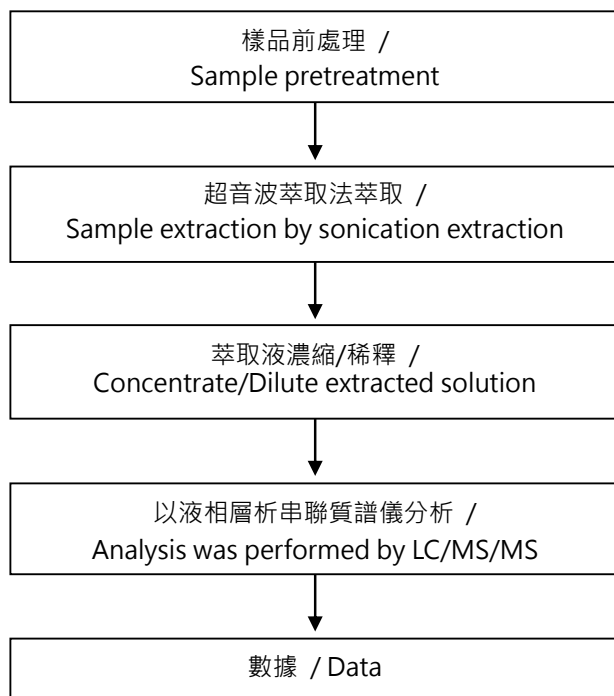 樣品前處理 /
Sample pretreatment
超音波萃取法萃取 /
Sample extraction by sonication extraction
萃取液濃縮/稀釋 /
Concentrate/Dilute extracted solution
以液相層析串聯質譜儀分析 /
Analysis was performed by LC/MS/MS
數據 / Data